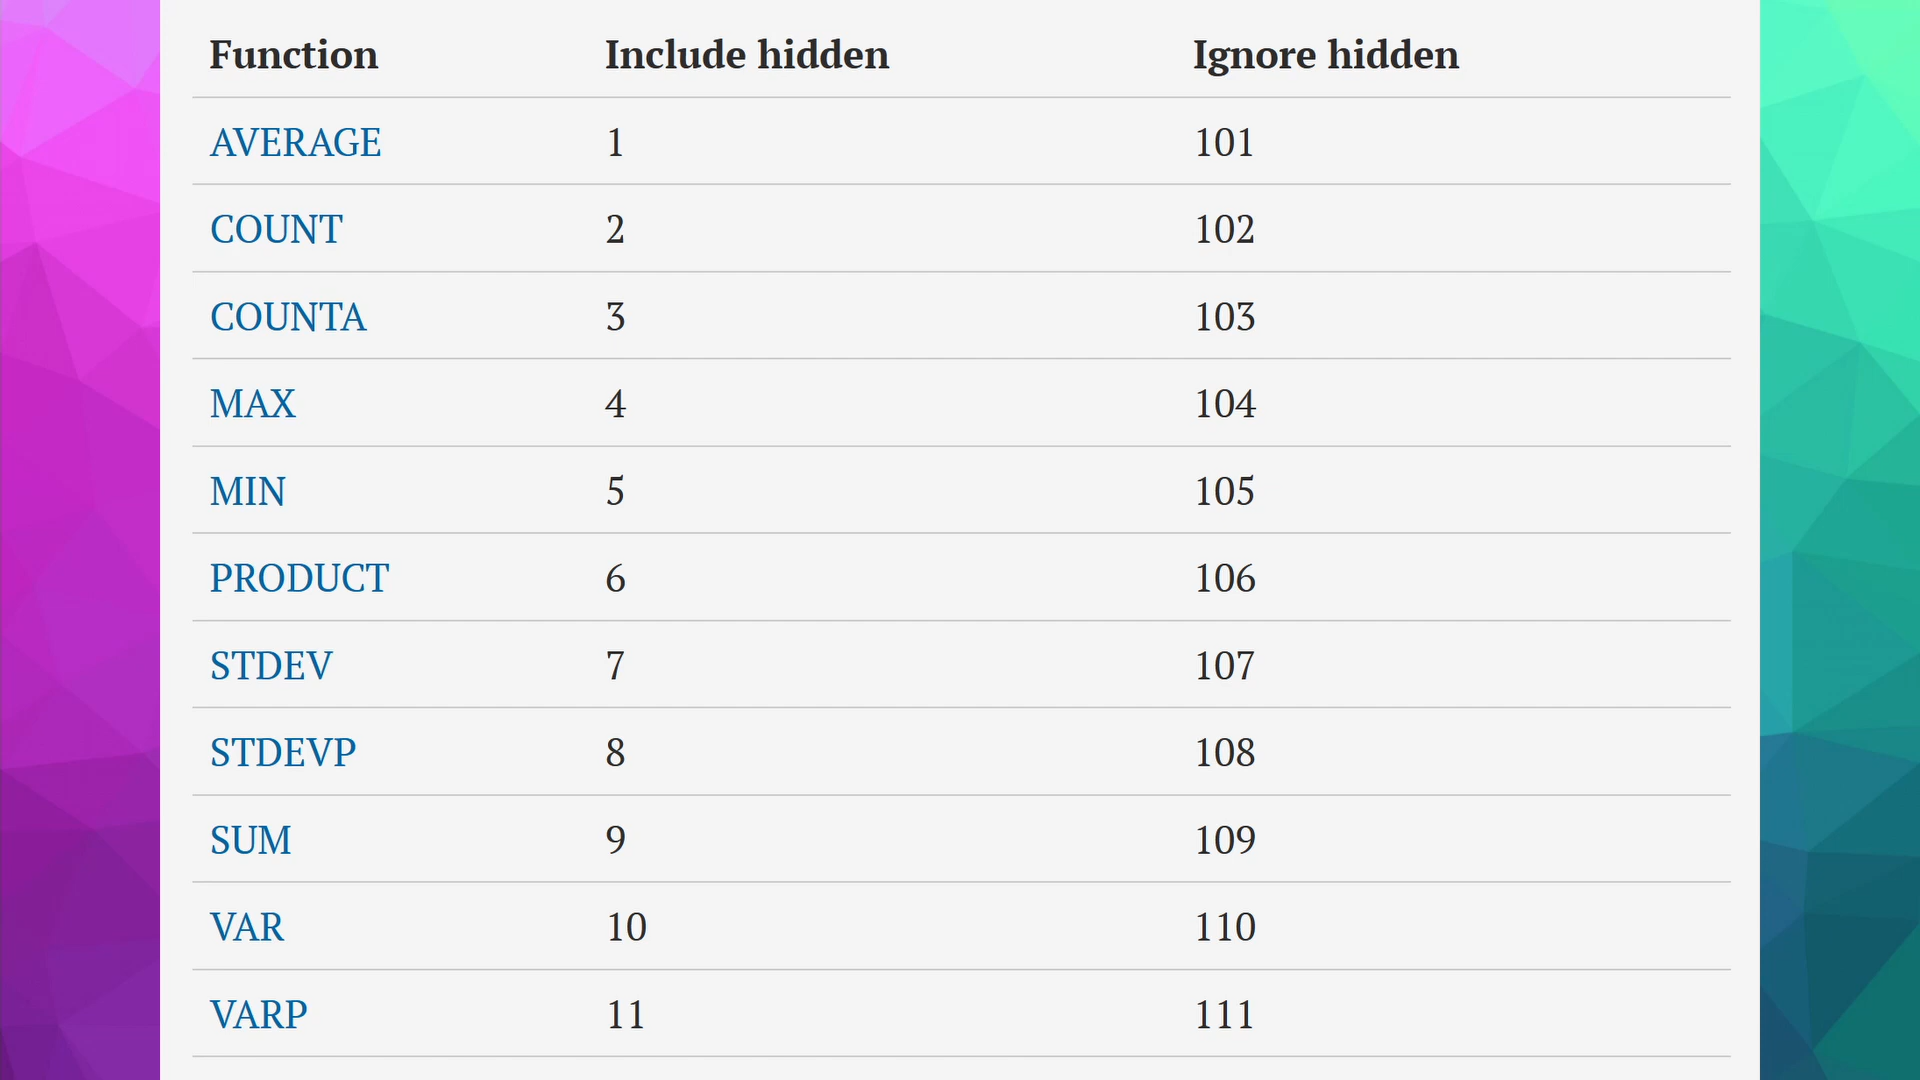 Function Include hidden Ignore hidden
AVERAGE 1 101
COUNT 2 102
COUNTA 3 103
MAX 4 104
MIN 5 105
PRODUCT 6 106
STDEV 7 107
STDEVP 8 108
SUM 9 109
VAR 10 110
VARP 11 111